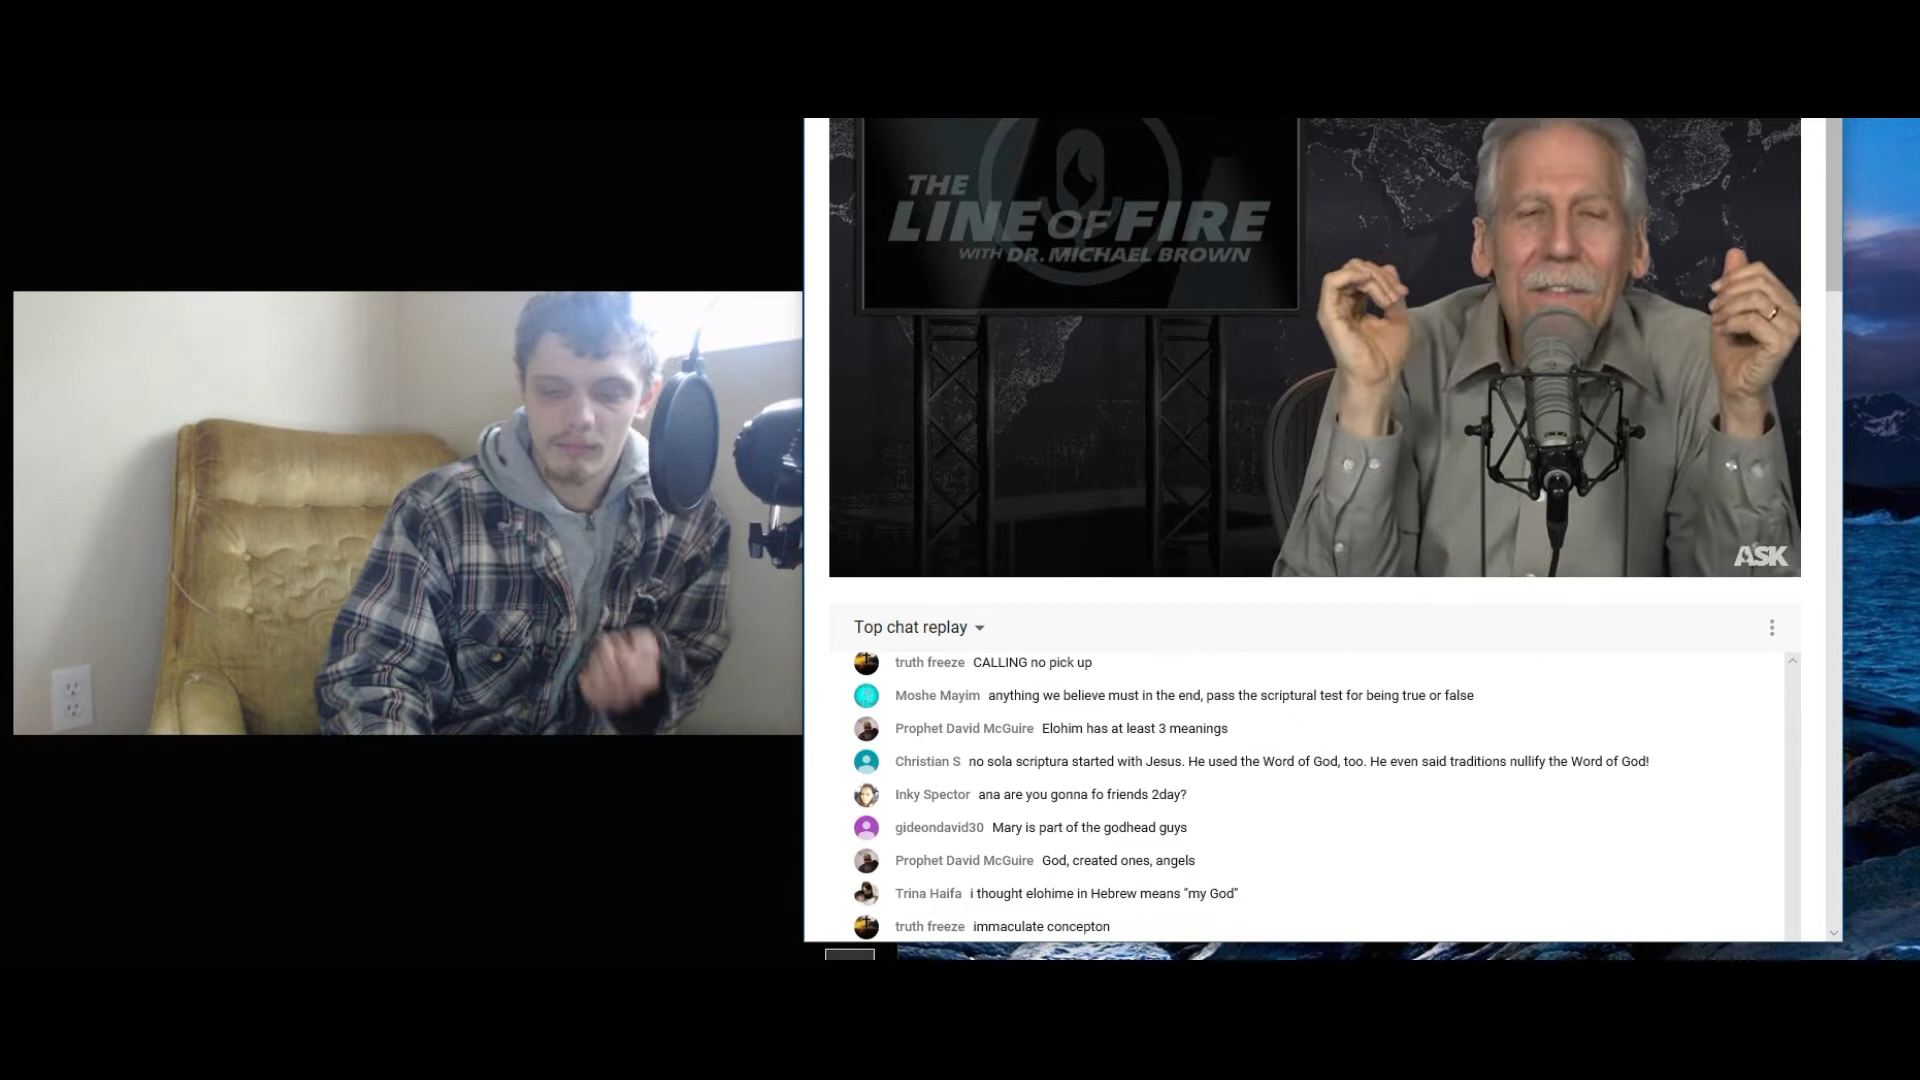 THE
LINE OF FIRE
WITH DR. MICHAEL BROWN
ASK
Top chat replay
truth freeze CALLING no pick up
Moshe Mayim anything we believe must in the end, pass the scriptural test for being true or false
Prophet David McGuire Elohim has at least 3 meanings
Christian S no sola scriptura started with Jesus. He used the Word of God, too. He even said traditions nullify the Word of God!
Inky Spector ana are you gonna fo friends 2day?
gideondavid30 Mary is part of the godhead guys
Prophet David McGuire God, created ones, angels
Trina Haifa i thought elohime in Hebrew means "my God"
truth freeze immaculate concepton